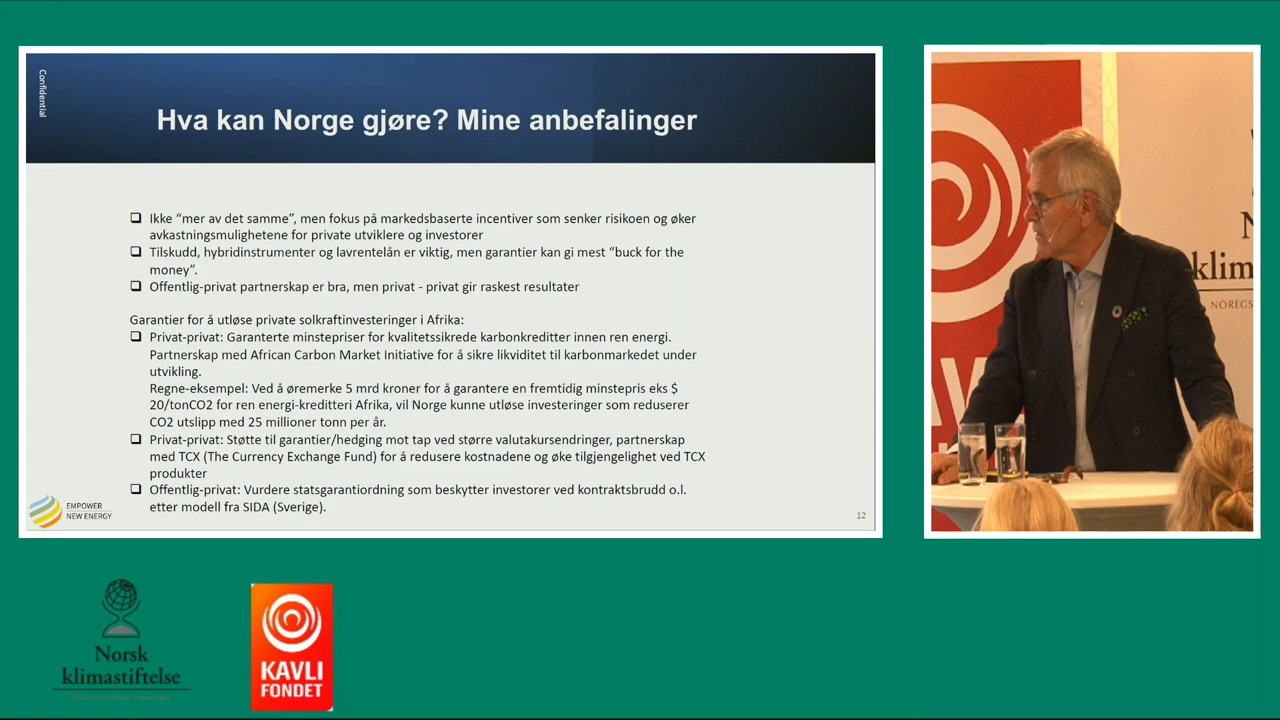 Confidential
Hva kan Norge gjøre? Mine anbefalinger
Ikke “mer av det samme”, men fokus på markedsbaserte incentiver som senker risikoen og øker
avkastningsmulighetene for private utviklere og investorer
Tilskudd, hybridinstrumenter og lavrentelån er viktig, men garantier kan gi mest “buck for the
money”.
Offentlig-privat partnerskap er bra, men privat - privat gir raskest resultater
Garantier for å utløse private solkraftinvesteringer i Afrika:
Privat-privat: Garanterte minstepriser for kvalitetssikrede karbonkreditter innen ren energi.
Partnerskap med African Carbon Market Initiative for å sikre likviditet til karbonmarkedet under
utvikling.
Regne-eksempel: Ved å øremerke 5 mrd kroner for å garantere en fremtidig minstepris eks $
20/tonCO2 for ren energi-kreditteri Afrika, vil Norge kunne utløse investeringer som reduserer
CO2 utslipp med 25 millioner tonn per år.
Privat-privat: Støtte til garantier/hedging mot tap ved større valutakursendringer, partnerskap
med TCX (The Currency Exchange Fund) for å redusere kostnadene og øke tilgjengelighet ved TCX
produkter
Offentlig-privat: Vurdere statsgarantiordning som beskytter investorer ved kontraktsbrudd o.l.
etter modell fra SIDA (Sverige).
EMPOWER
NEW ENERGY
12
klim
NOREGS
Norsk
klimastiftelse
KAVLI
FONDET